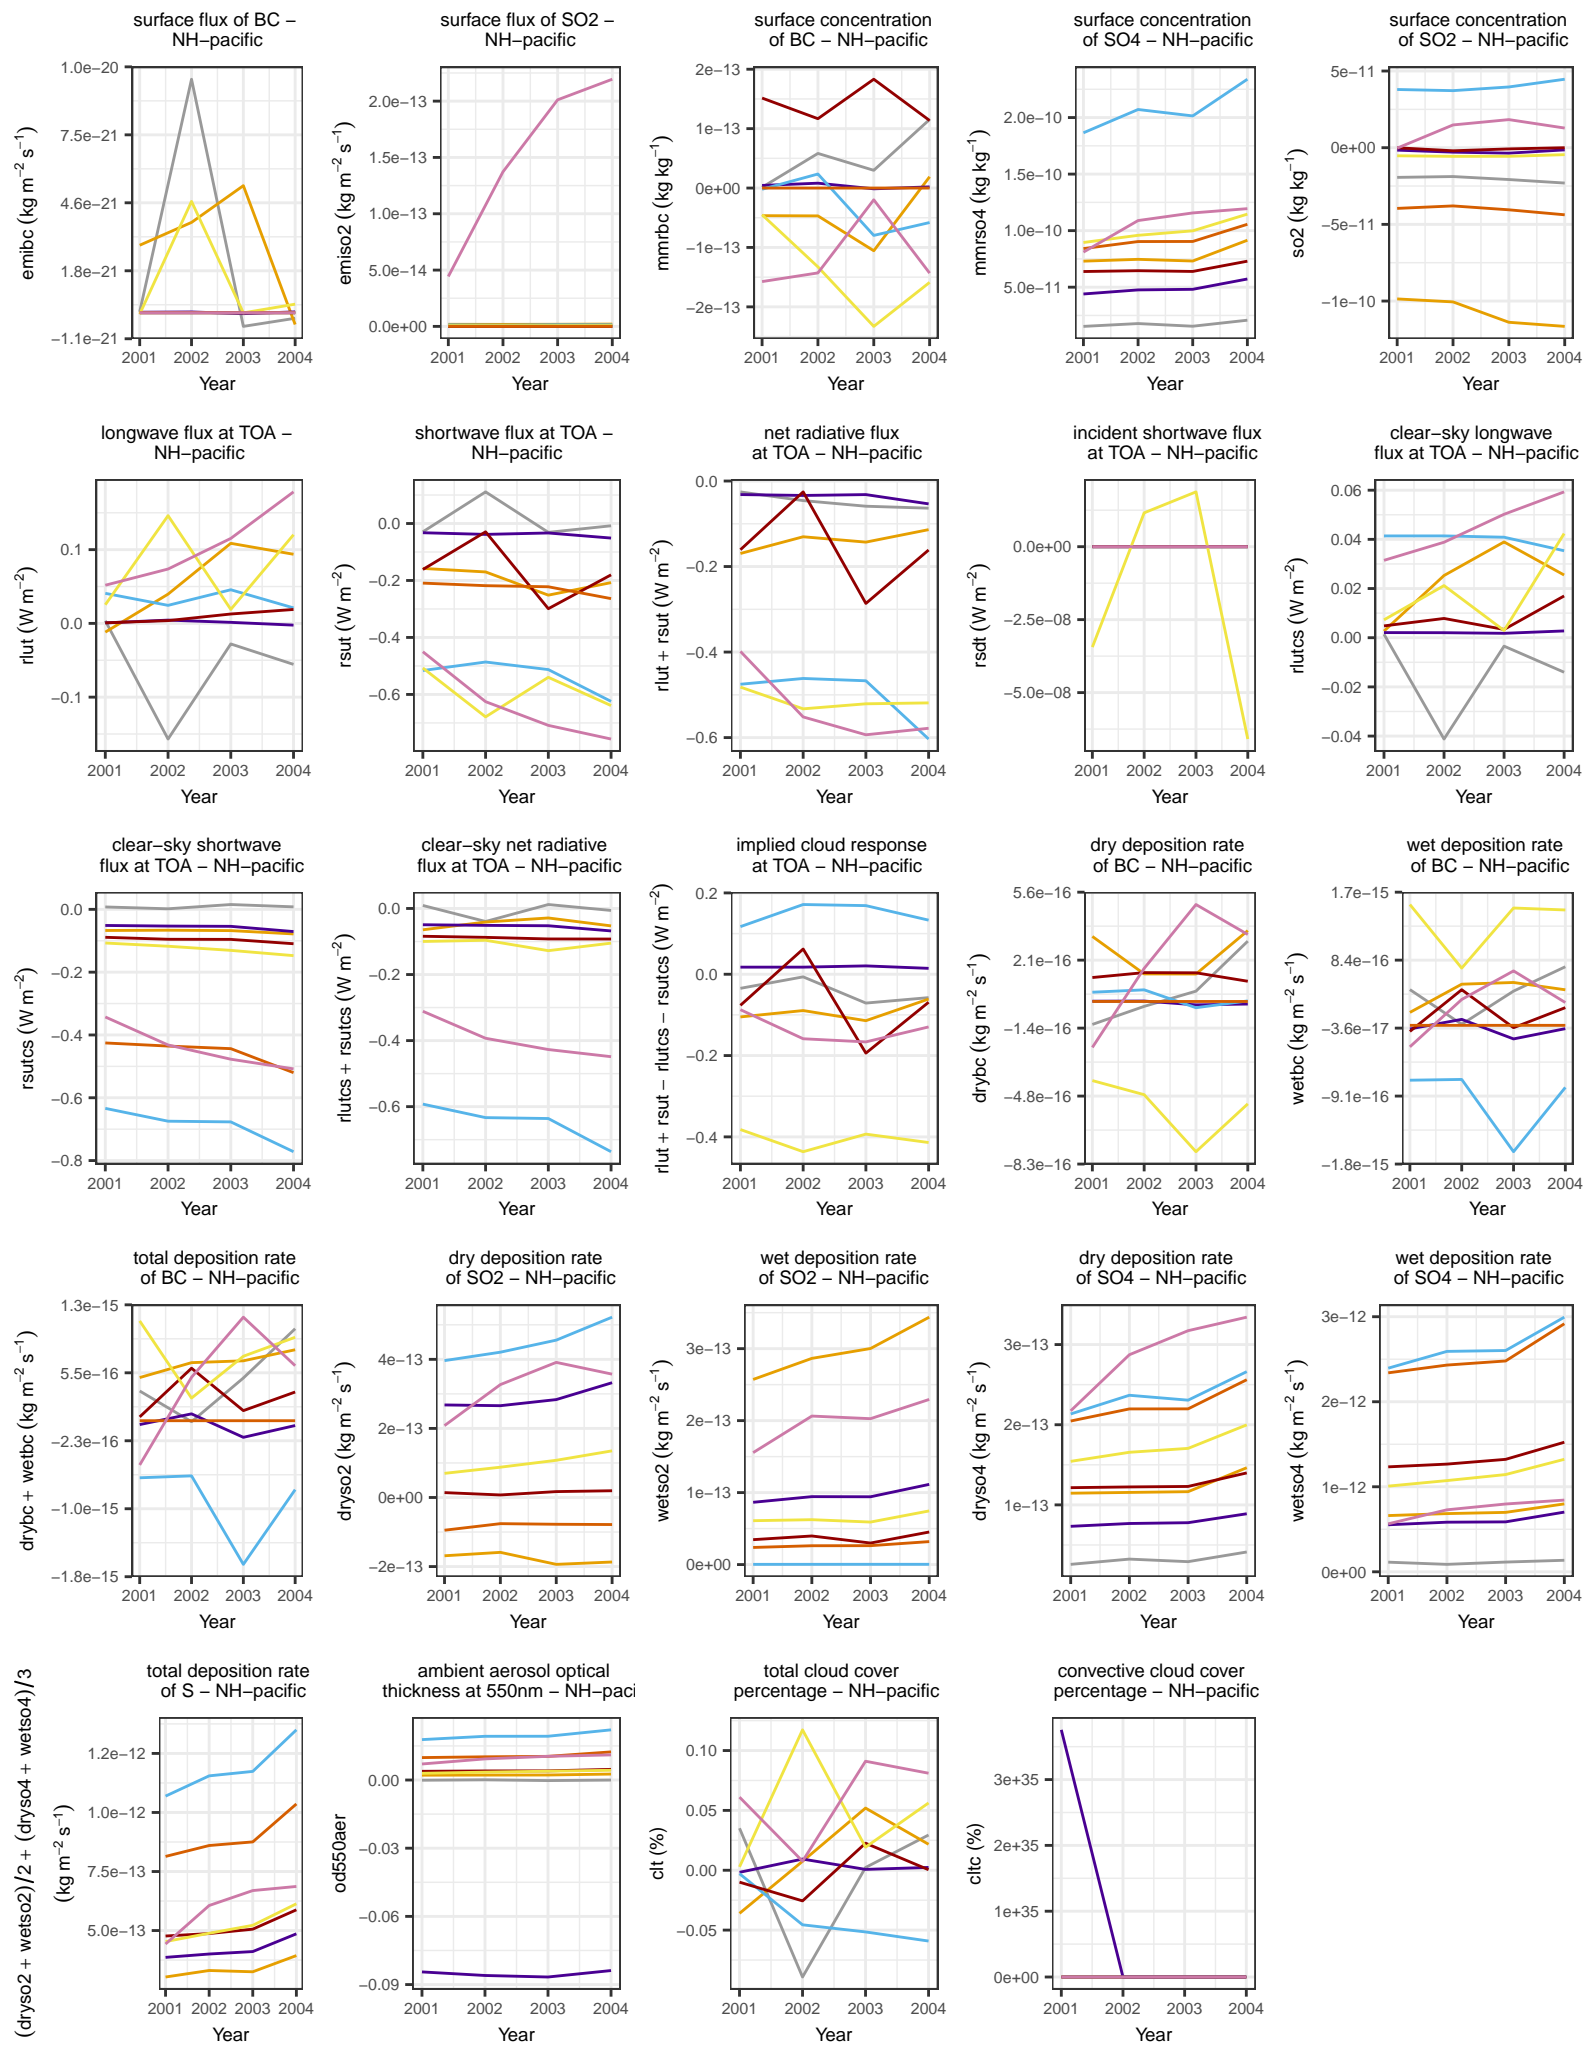 surface flux of BC −
NH−pacific
emibc (kg m−2 s−1)
1.0e−20
7.5e−21
4.6e−21
1.8e−21
−1.1e−21
2001 2002 2003 2004
Year
surface flux of SO2 −
NH−pacific
emiso2 (kg m−2 s−1)
2.0e−13
1.5e−13
1.0e−13
5.0e−14
0.0e+00
2001 2002 2003 2004
Year
surface concentration
of BC − NH−pacific
mmrbc (kg kg−1)
2e−13
1e−13
0e+00
−1e−13
−2e−13
2001 2002 2003 2004
Year
surface concentration
of SO4 − NH−pacific
mmrso4 (kg kg−1)
2.0e−10
1.5e−10
1.0e−10
5.0e−11
2001 2002 2003 2004
Year
surface concentration
of SO2 − NH−pacific
so2 (kg kg−1)
5e−11
0e+00
−5e−11
−1e−10
2001 2002 2003 2004
Year
longwave flux at TOA −
NH−pacific
rlut (W m−2)
0.1
0.0
−0.1
2001 2002 2003 2004
Year
shortwave flux at TOA −
NH−pacific
rsut (W m−2)
0.0
−0.2
−0.4
−0.6
2001 2002 2003 2004
Year
net radiative flux
at TOA − NH−pacific
rlut + rsut (W m−2)
0.0
−0.2
−0.4
−0.6
2001 2002 2003 2004
Year
incident shortwave flux
at TOA − NH−pacific
rsdt (W m−2)
0.0e+00
−2.5e−08
−5.0e−08
2001 2002 2003 2004
Year
clear−sky longwave
flux at TOA − NH−pacific
rlutcs (W m−2)
0.06
0.04
0.02
0.00
−0.02
−0.04
2001 2002 2003 2004
Year
clear−sky shortwave
flux at TOA − NH−pacific
rsutcs (W m−2)
0.0
−0.2
−0.4
−0.6
−0.8
2001 2002 2003 2004
Year
clear−sky net radiative
flux at TOA − NH−pacific
rlutcs + rsutcs (W m−2)
0.0
−0.2
−0.4
−0.6
2001 2002 2003 2004
Year
implied cloud response
at TOA − NH−pacific
rlut + rsut − rlutcs − rsutcs (W m−2)
0.2
0.0
−0.2
−0.4
2001 2002 2003 2004
Year
dry deposition rate
of BC − NH−pacific
drybc (kg m−2 s−1)
5.6e−16
2.1e−16
−1.4e−16
−4.8e−16
−8.3e−16
2001 2002 2003 2004
Year
wet deposition rate
of BC − NH−pacific
wetbc (kg m−2 s−1)
1.7e−15
8.4e−16
−3.6e−17
−9.1e−16
−1.8e−15
2001 2002 2003 2004
Year
total deposition rate
of BC − NH−pacific
drybc + wetbc (kg m−2 s−1)
1.3e−15
5.5e−16
−2.3e−16
−1.0e−15
−1.8e−15
2001 2002 2003 2004
Year
dry deposition rate
of SO2 − NH−pacific
dryso2 (kg m−2 s−1)
4e−13
2e−13
0e+00
−2e−13
2001 2002 2003 2004
Year
wet deposition rate
of SO2 − NH−pacific
wetso2 (kg m−2 s−1)
3e−13
2e−13
1e−13
0e+00
2001 2002 2003 2004
Year
dry deposition rate
of SO4 − NH−pacific
dryso4 (kg m−2 s−1)
3e−13
2e−13
1e−13
2001 2002 2003 2004
Year
wet deposition rate
of SO4 − NH−pacific
wetso4 (kg m−2 s−1)
3e−12
2e−12
1e−12
0e+00
2001 2002 2003 2004
Year
total deposition rate
of S − NH−pacific
(dryso2 + wetso2)/2 + (dryso4 + wetso4)/3
(kg m−2 s−1)
1.2e−12
1.0e−12
7.5e−13
5.0e−13
2001 2002 2003 2004
Year
ambient aerosol optical
thickness at 550nm − NH−paci
od550aer
0.00
−0.03
−0.06
−0.09
2001 2002 2003 2004
Year
total cloud cover
percentage − NH−pacific
clt (%)
0.10
0.05
0.00
−0.05
2001 2002 2003 2004
Year
convective cloud cover
percentage − NH−pacific
cltc (%)
3e+35
2e+35
1e+35
0e+00
2001 2002 2003 2004
Year